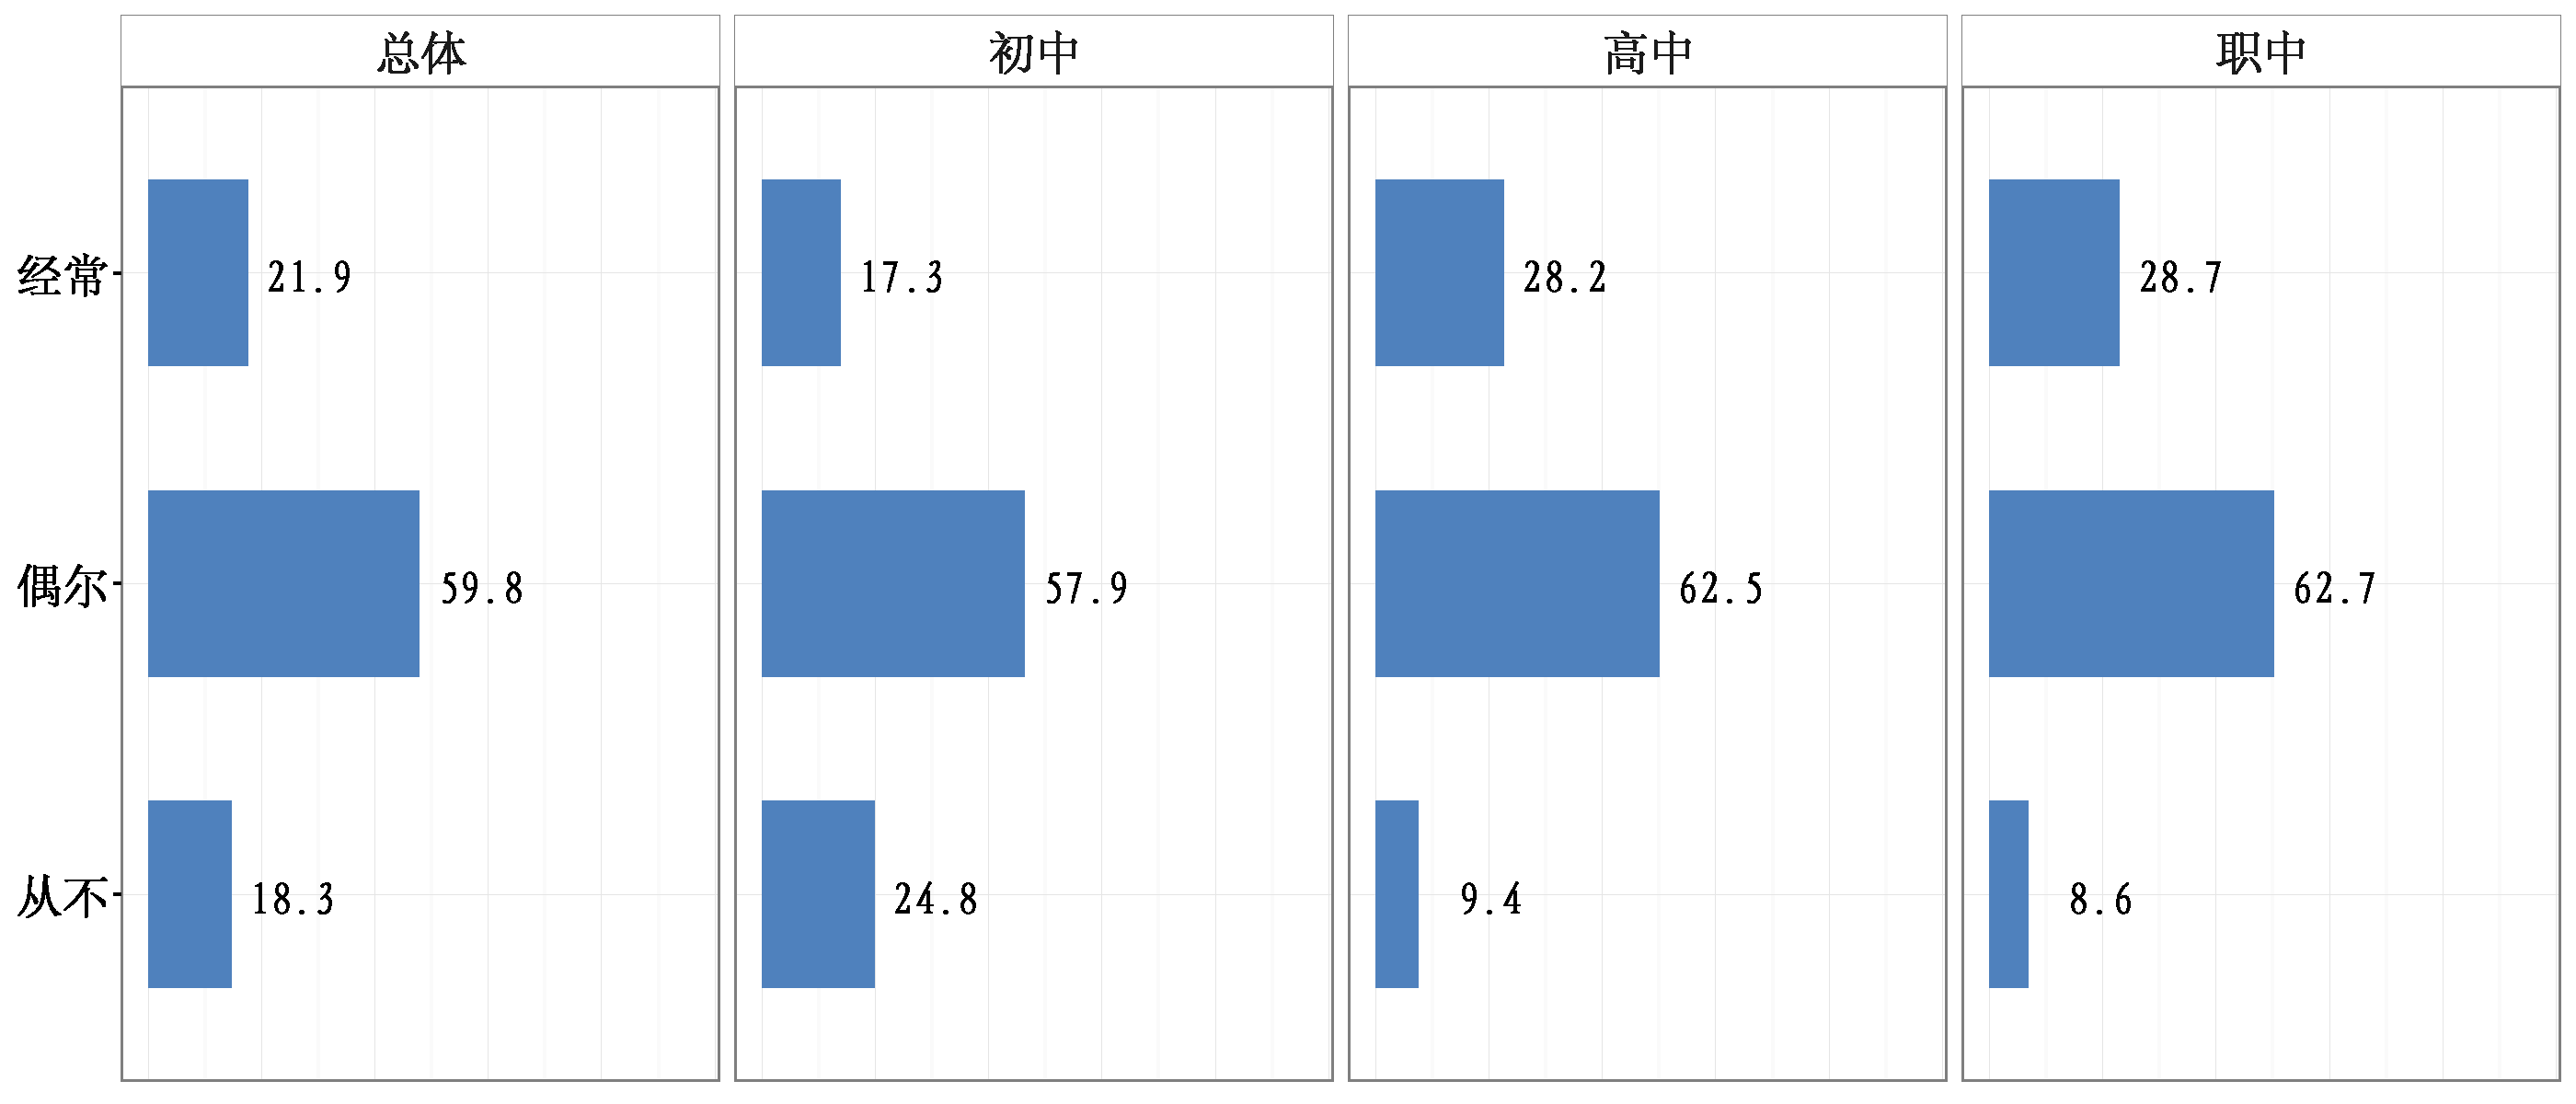 总体 初中 高中 职中
经常 21.9 17.3 28.2 28.7
偶尔 59.8 57.9 62.5 62.7
从不 18.3 24.8 9.4 8.6